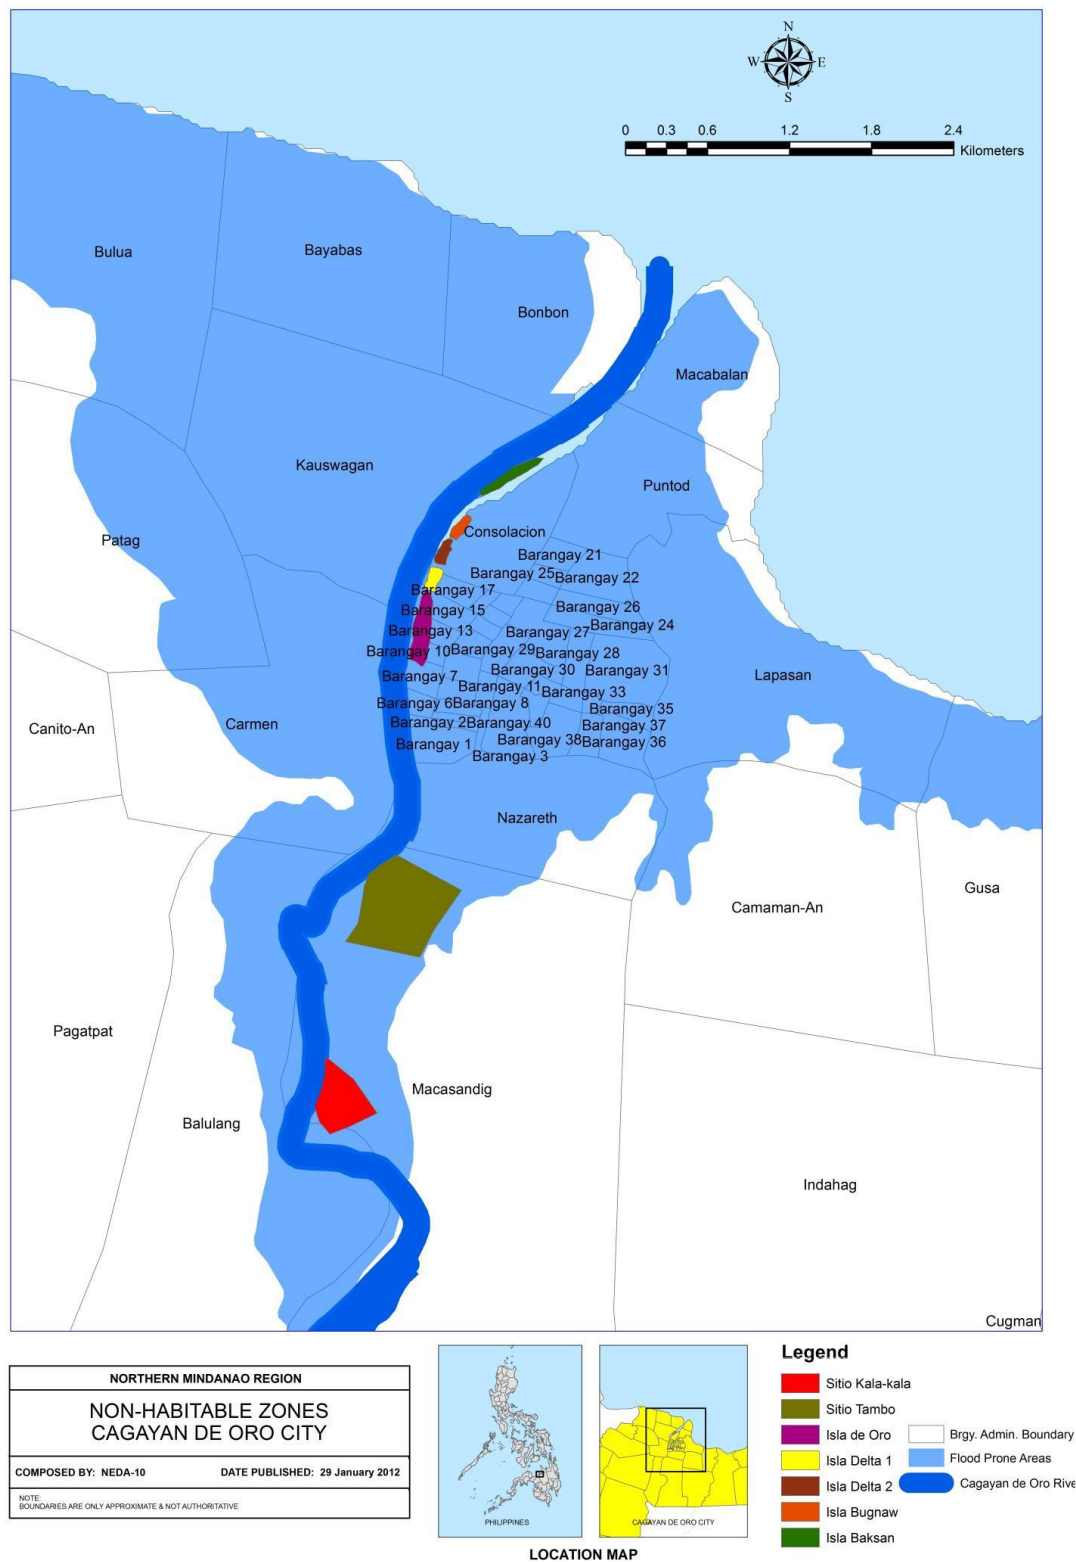 N
W E
S
0 0.3 0.6 1.2 1.8 2.4
Kilometers
Bulua
Bayabas
Bonbon
Macabalan
Kauswagan
Puntod
Patag
Consolacion
Barangay 21
Barangay 25
Barangay 22
Barangay 17
Barangay 15
Barangay 26
Barangay 24
Barangay 13
Barangay 27
Barangay 10
Barangay 29
Barangay 28
Barangay 7
Barangay 30
Barangay 31
Lapasan
Barangay 11
Barangay 33
Barangay 6
Barangay 8
Barangay 35
Canito-An
Carmen
Barangay 2
Barangay 40
Barangay 37
Barangay 1
Barangay 38
Barangay 36
Barangay 3
Nazareth
Gusa
Camaman-An
Pagatpat
Macasandig
Balulang
Indahag
Cugman
NORTHERN MINDANAO REGION
NON-HABITABLE ZONES
CAGAYAN DE ORO CITY
COMPOSED BY: NEDA-10 DATE PUBLISHED: 29 January 2012
NOTE:
BOUNDARIES ARE ONLY APPROXIMATE & NOT AUTHORITATIVE
PHILIPPINES
CAGAYAN DE ORO CITY
LOCATION MAP
Legend
Sitio Kala-kala
Sitio Tambo
Isla de Oro
Isla Delta 1
Isla Delta 2
Isla Bugnaw
Isla Baksan
Brgy. Admin. Boundary
Flood Prone Areas
Cagayan de Oro Rive